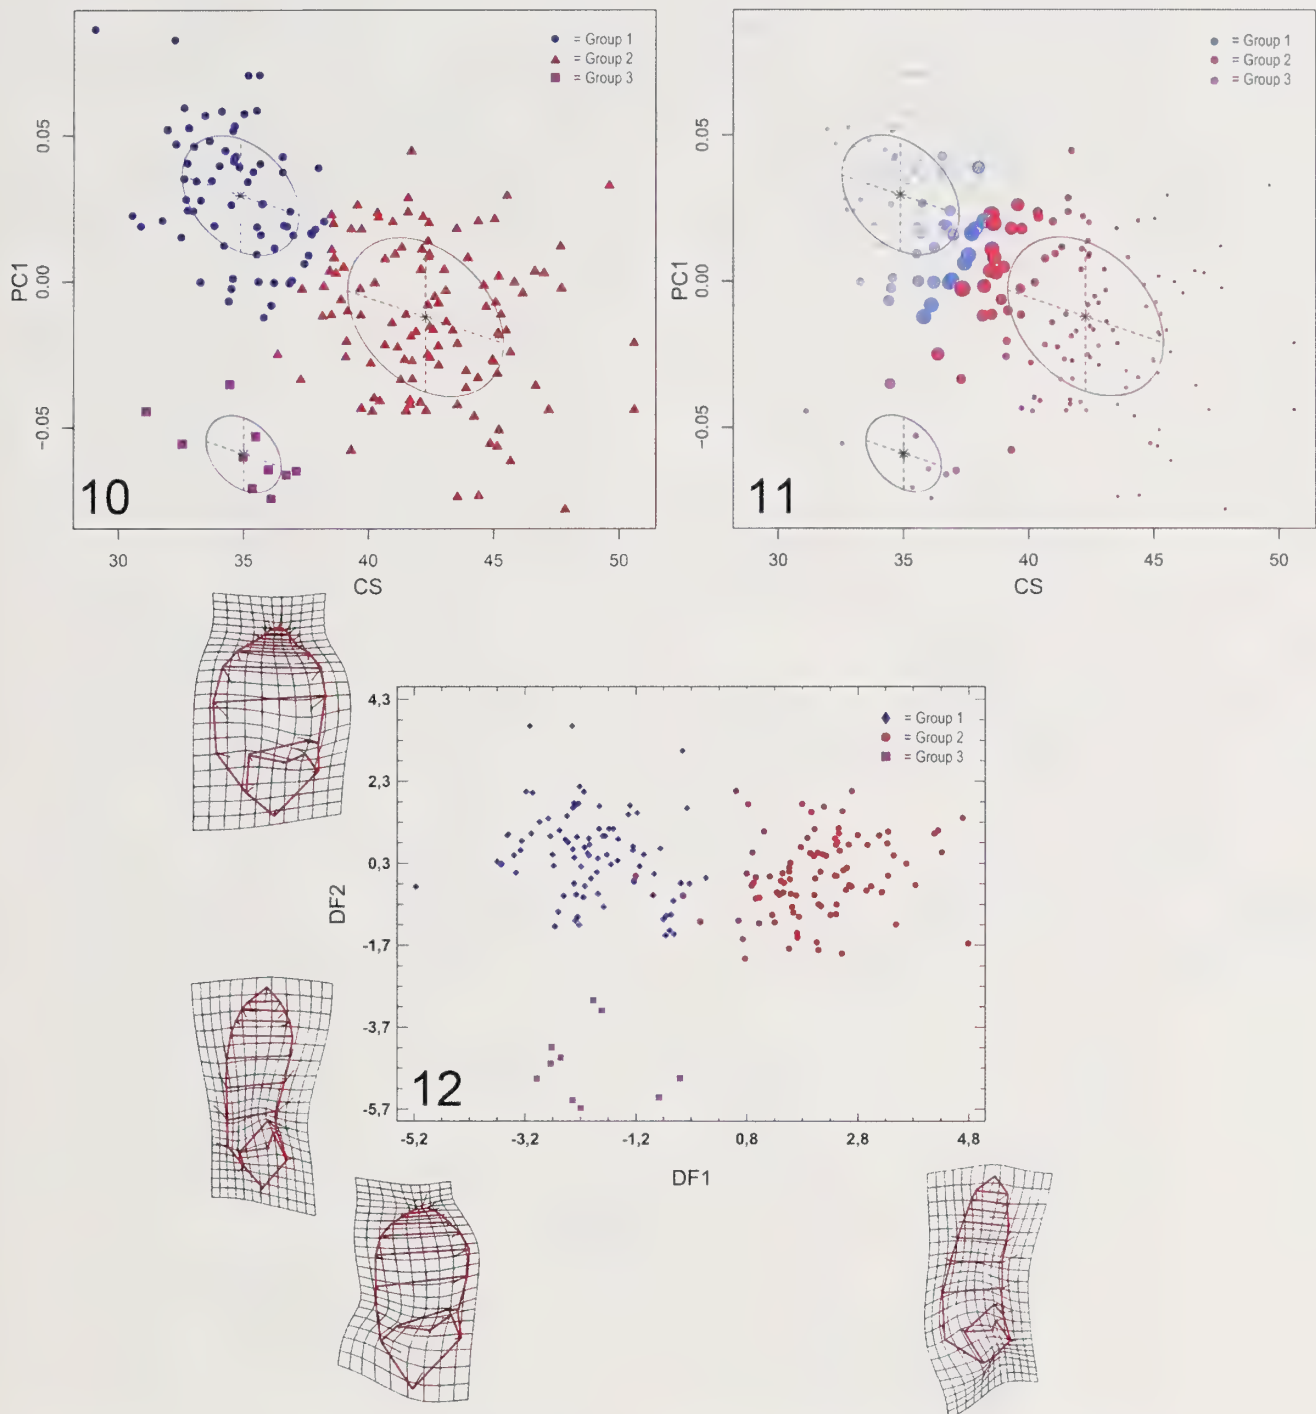 = Group 1
= Group 2
= Group 3
PC1
0.05
0.00
−0.05
10
30 35 40 45 50
CS
= Group 1
= Group 2
= Group 3
PC1
0.05
0.00
−0.05
11
30 35 40 45 50
CS
4,3
2,3
0,3
-1,7
-3,7
-5,7
DF2
= Group 1
= Group 2
= Group 3
12
-5,2 -3,2 -1,2 0,8 2,8 4,8
DF1